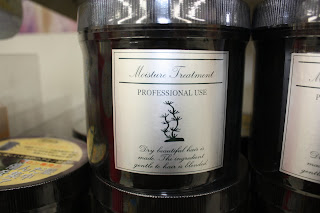 Moisture Treatment
PROFESSIONAL USE
Dry beautiful hair is
made. The ingredient
gentle to hair is blended